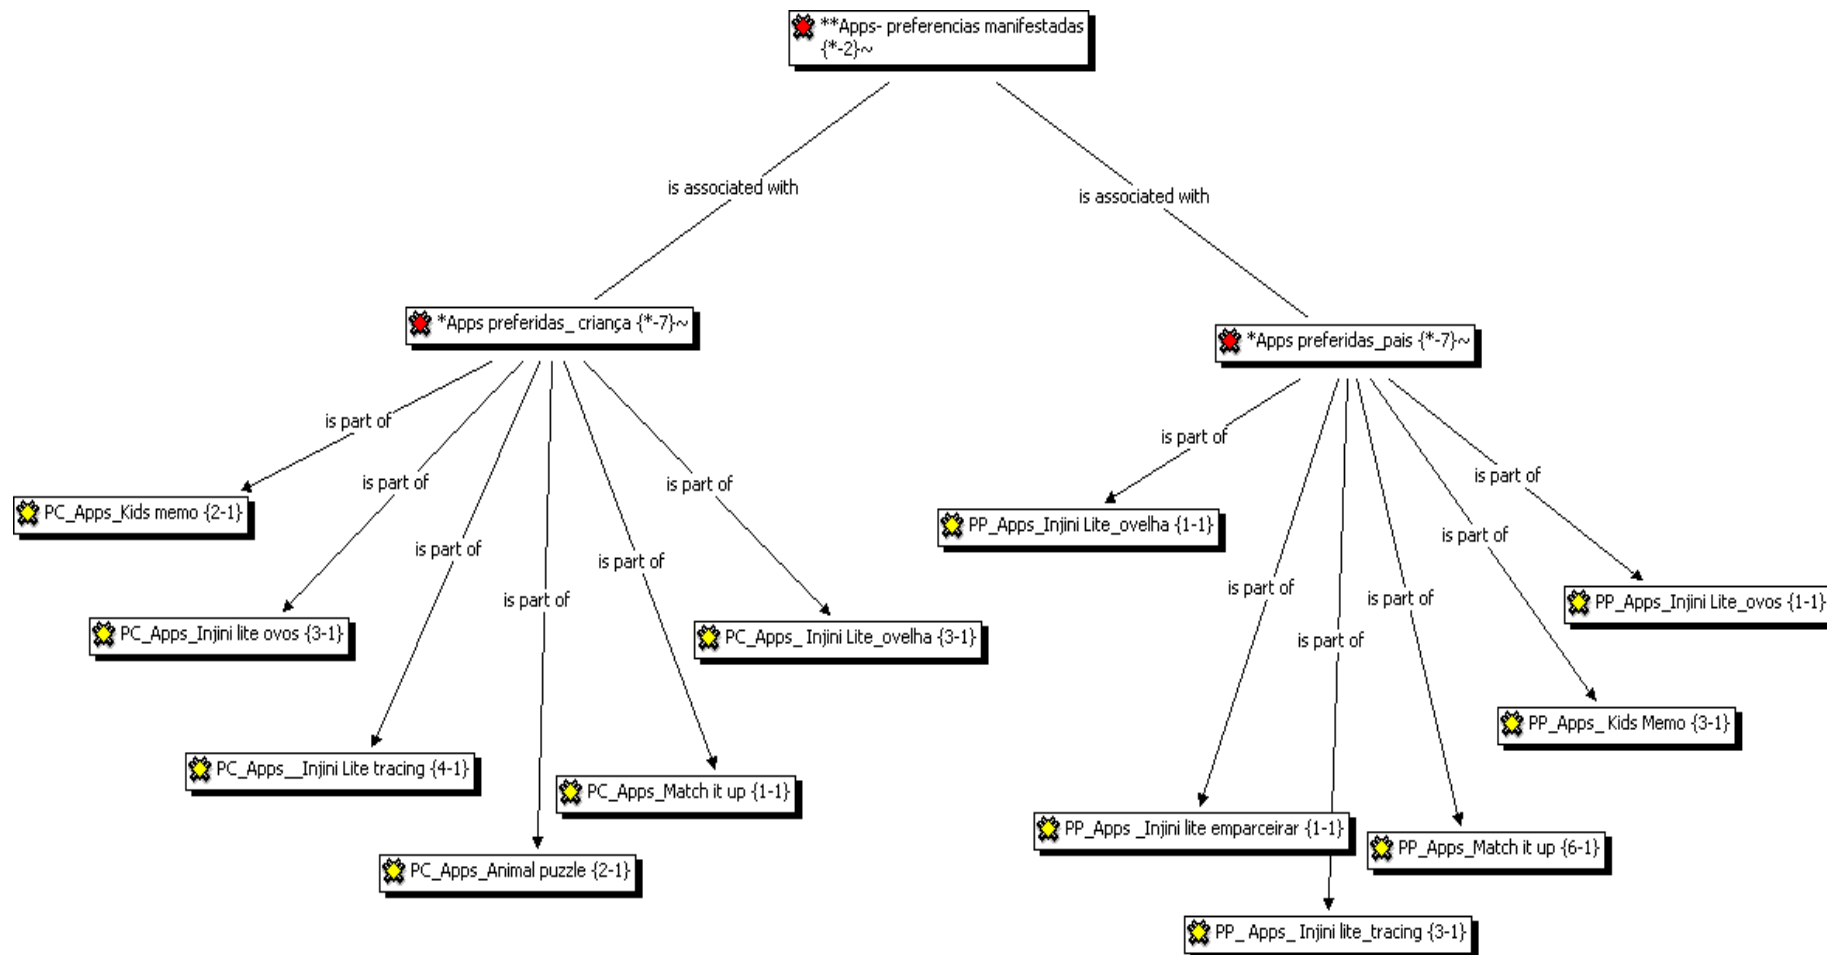 **Apps- preferencias manifestadas
{*-2}~
is associated with
is associated with
*Apps preferidas_ criança {*-7}~
*Apps preferidas_pais {*-7}~
is part of
is part of
is part of
is part of
is part of
is part of
is part of
is part of
is part of
is part of
is part of
is part of
PC_Apps_Kids memo {2-1}
PP_Apps_Injini Lite_ovelha {1-1}
PP_Apps_Injini Lite_ovos {1-1}
PC_Apps_Injini lite ovos {3-1}
PC_Apps_ Injini Lite_ovelha {3-1}
PP_Apps_ Kids Memo {3-1}
PC_Apps__Injini Lite tracing {4-1}
PC_Apps_Match it up {1-1}
PP_Apps _Injini lite emparceirar {1-1}
PP_Apps_Match it up {6-1}
PC_Apps_Animal puzzle {2-1}
PP_ Apps_ Injini lite_tracing {3-1}